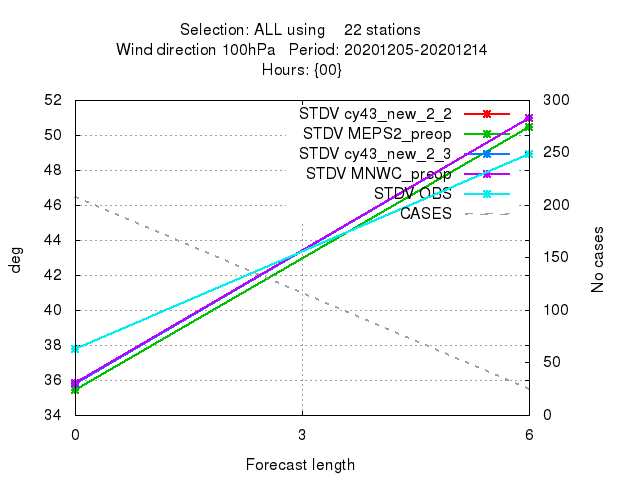 Selection: ALL using 22 stations
Wind direction 100hPa Period: 20201205-20201214
Hours: {00}
52 300
STDV cy43_new_2_2
50 STDV MEPS2_preop
STDV cy43_new_2_3 250
48 STDV MNWC_preop
STDV OBS
46 200
CASES
44
150
deg
No cases
42
40 100
38
50
36
34 0
0 3 6
Forecast length